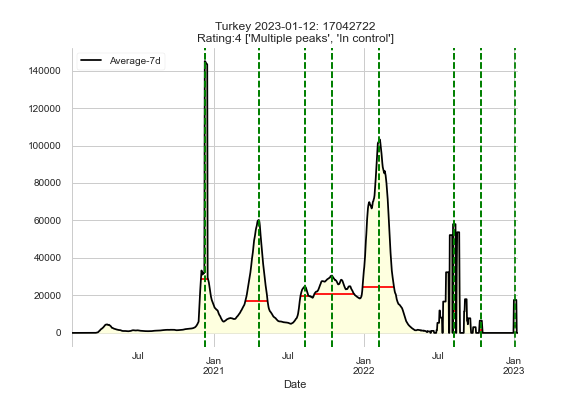 Turkey 2023-01-12: 17042722
Rating:4 ['Multiple peaks', 'In control']
Average-7d
140000
120000
100000
80000
60000
40000
20000
0
Jul
Jan
2021
Jul
Jan
2022
Jul
Jan
2023
Date